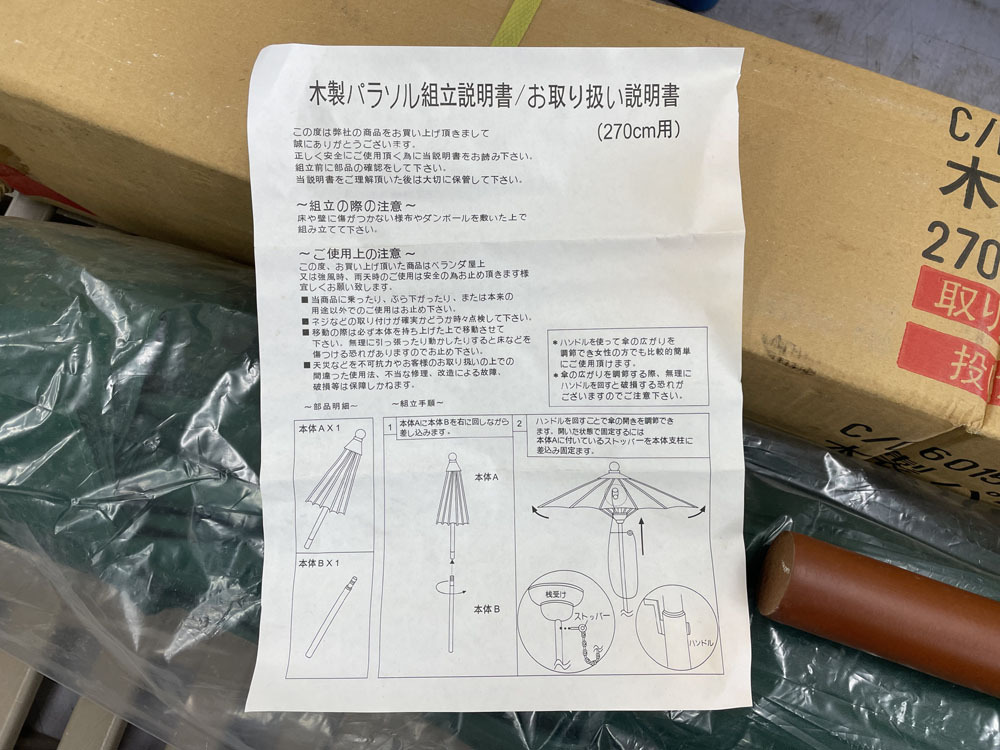 木製パラソル組立説明書/お取り扱い説明書
(270cm用)
この度は弊社の商品をお買い上げ頂きまして
誠にありがとうございます。
正しく安全にご使用頂く為に当説明書をお読み下さい。
組立前に部品の確認をして下さい。
当説明書をご理解頂いた後は大切に保管して下さい。
～組立の際の注意～
床や壁に傷がつかない様布やダンボールを敷いた上で
組み立てて下さい。
～ご使用上の注意～
この度、お買い上げ頂いた商品はベランダ屋上
又は強風時、雨天時のご使用は安全の為お止め頂きます様
宜しくお願い致します。
■当商品に乗ったり、ぶら下がったり、または本来の
用途以外でのご使用はお止め下さい。
■ネジなどの取り付けが確実かどうか時々点検して下さい。
■移動の際は必ず本体を持ち上げた上で移動させて
下さい。無理に引っ張ったり動かしたりすると床などを
傷つける恐れがありますのでお止め下さい。
■天災などを不可抗力やお客様のお取り扱いの上での
間違った使用法、不当な修理、改造による故障、
破損等は保障しかねます。
＊ハンドルを使って傘の広がりを
調節でき女性の方でも比較的簡単
にご使用頂けます。
＊傘の広がりを調節する際、無理に
ハンドルを回すと破損する恐れが
ございますのでご注意下さい。
～部品明細～
～組立手順～
本体A X 1
本体B X 1
1
本体Aに本体Bを右に回しながら
差し込みます。
本体A
本体B
2
ハンドルを回すことで傘の開きを調節でき
ます。開いた状態で固定するには
本体Aに付いているストッパーを本体支柱に
差込み固定ます。
桟受け
ストッパー
ハンドル
C/
木
270
取り
投
C/
6019
木製